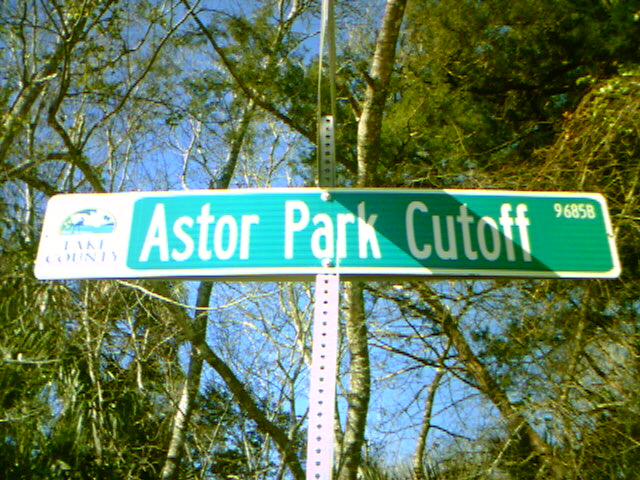 LAKE
COUNTY
Astor Park Cutoff
9685B